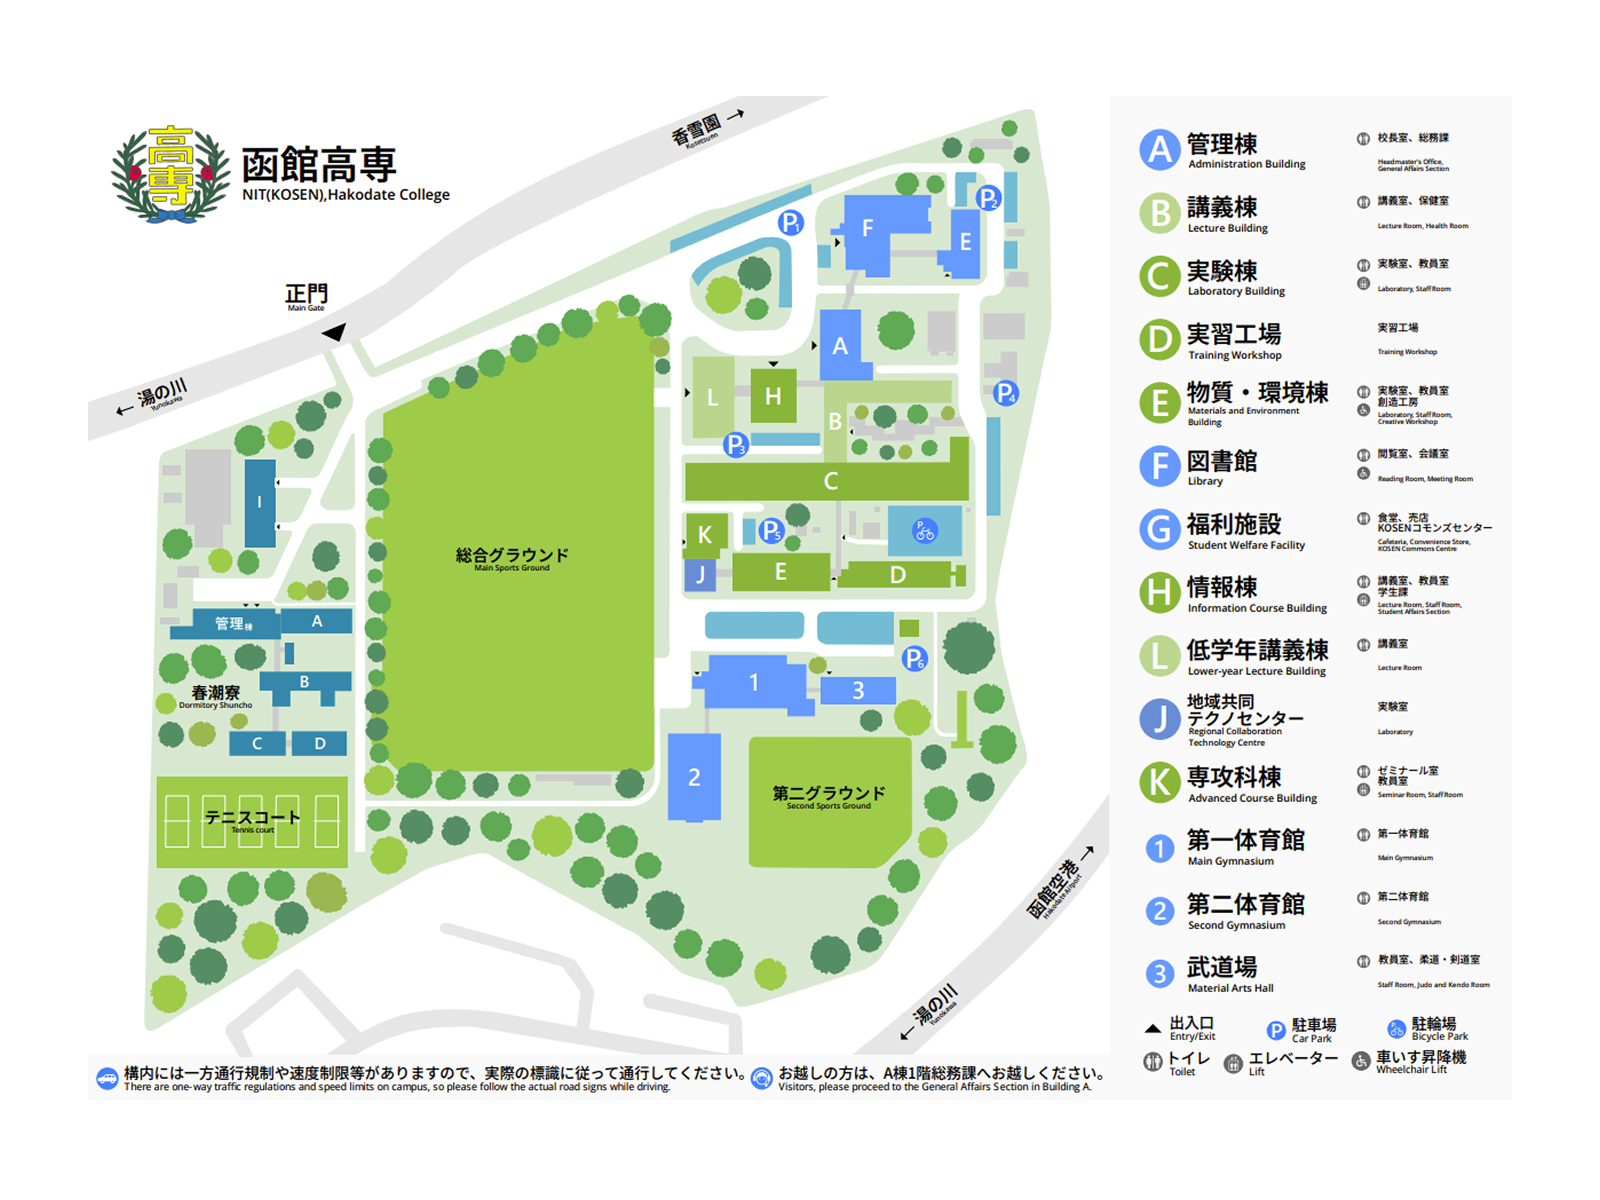 高専
函館高専
NIT(KOSEN),Hakodate College
香雪園 →
Kosetsuen
正門
Main Gate
← 湯の川
Yunokawa
P1
P2
F
E
A
L
H
P4
B
P3
C
I
K
P5
P
総合グラウンド
Main Sports Ground
J
E
D
管理棟
A
P6
B
春潮寮
Dormitory Shuncho
1
3
C
D
2
第二グラウンド
Second Sports Ground
テニスコート
Tennis court
函館空港 →
Hakodate Airport
← 湯の川
Yunokawa
構内には一方通行規制や速度制限等がありますので、実際の標識に従って通行してください。
There are one-way traffic regulations and speed limits on campus, so please follow the actual road signs while driving.
お越しの方は、A棟1階総務課へお越しください。
Visitors, please proceed to the General Affairs Section in Building A.
A 管理棟
Administration Building
校長室、総務課
Headmaster's Office,
General Affairs Section
B 講義棟
Lecture Building
講義室、保健室
Lecture Room, Health Room
C 実験棟
Laboratory Building
実験室、教員室
Laboratory, Staff Room
D 実習工場
Training Workshop
実習工場
Training Workshop
E 物質・環境棟
Materials and Environment
Building
実験室、教員室
創造工房
Laboratory, Staff Room,
Creative Workshop
F 図書館
Library
閲覧室、会議室
Reading Room, Meeting Room
G 福利施設
Student Welfare Facility
食堂、売店
KOSENコモンズセンター
Cafeteria, Convenience Store,
KOSEN Commons Centre
H 情報棟
Information Course Building
講義室、教員室
学生課
Lecture Room, Staff Room,
Student Affairs Section
L 低学年講義棟
Lower-year Lecture Building
講義室
Lecture Room
J 地域共同
テクノセンター
Regional Collaboration
Technology Centre
実験室
Laboratory
K 専攻科棟
Advanced Course Building
ゼミナール室
教員室
Seminar Room, Staff Room
1 第一体育館
Main Gymnasium
第一体育館
Main Gymnasium
2 第二体育館
Second Gymnasium
第二体育館
Second Gymnasium
3 武道場
Material Arts Hall
教員室、柔道・剣道室
Staff Room, Judo and Kendo Room
出入口
Entry/Exit
P 駐車場
Car Park
P 駐輪場
Bicycle Park
トイレ
Toilet
エレベーター
Lift
車いす昇降機
Wheelchair Lift